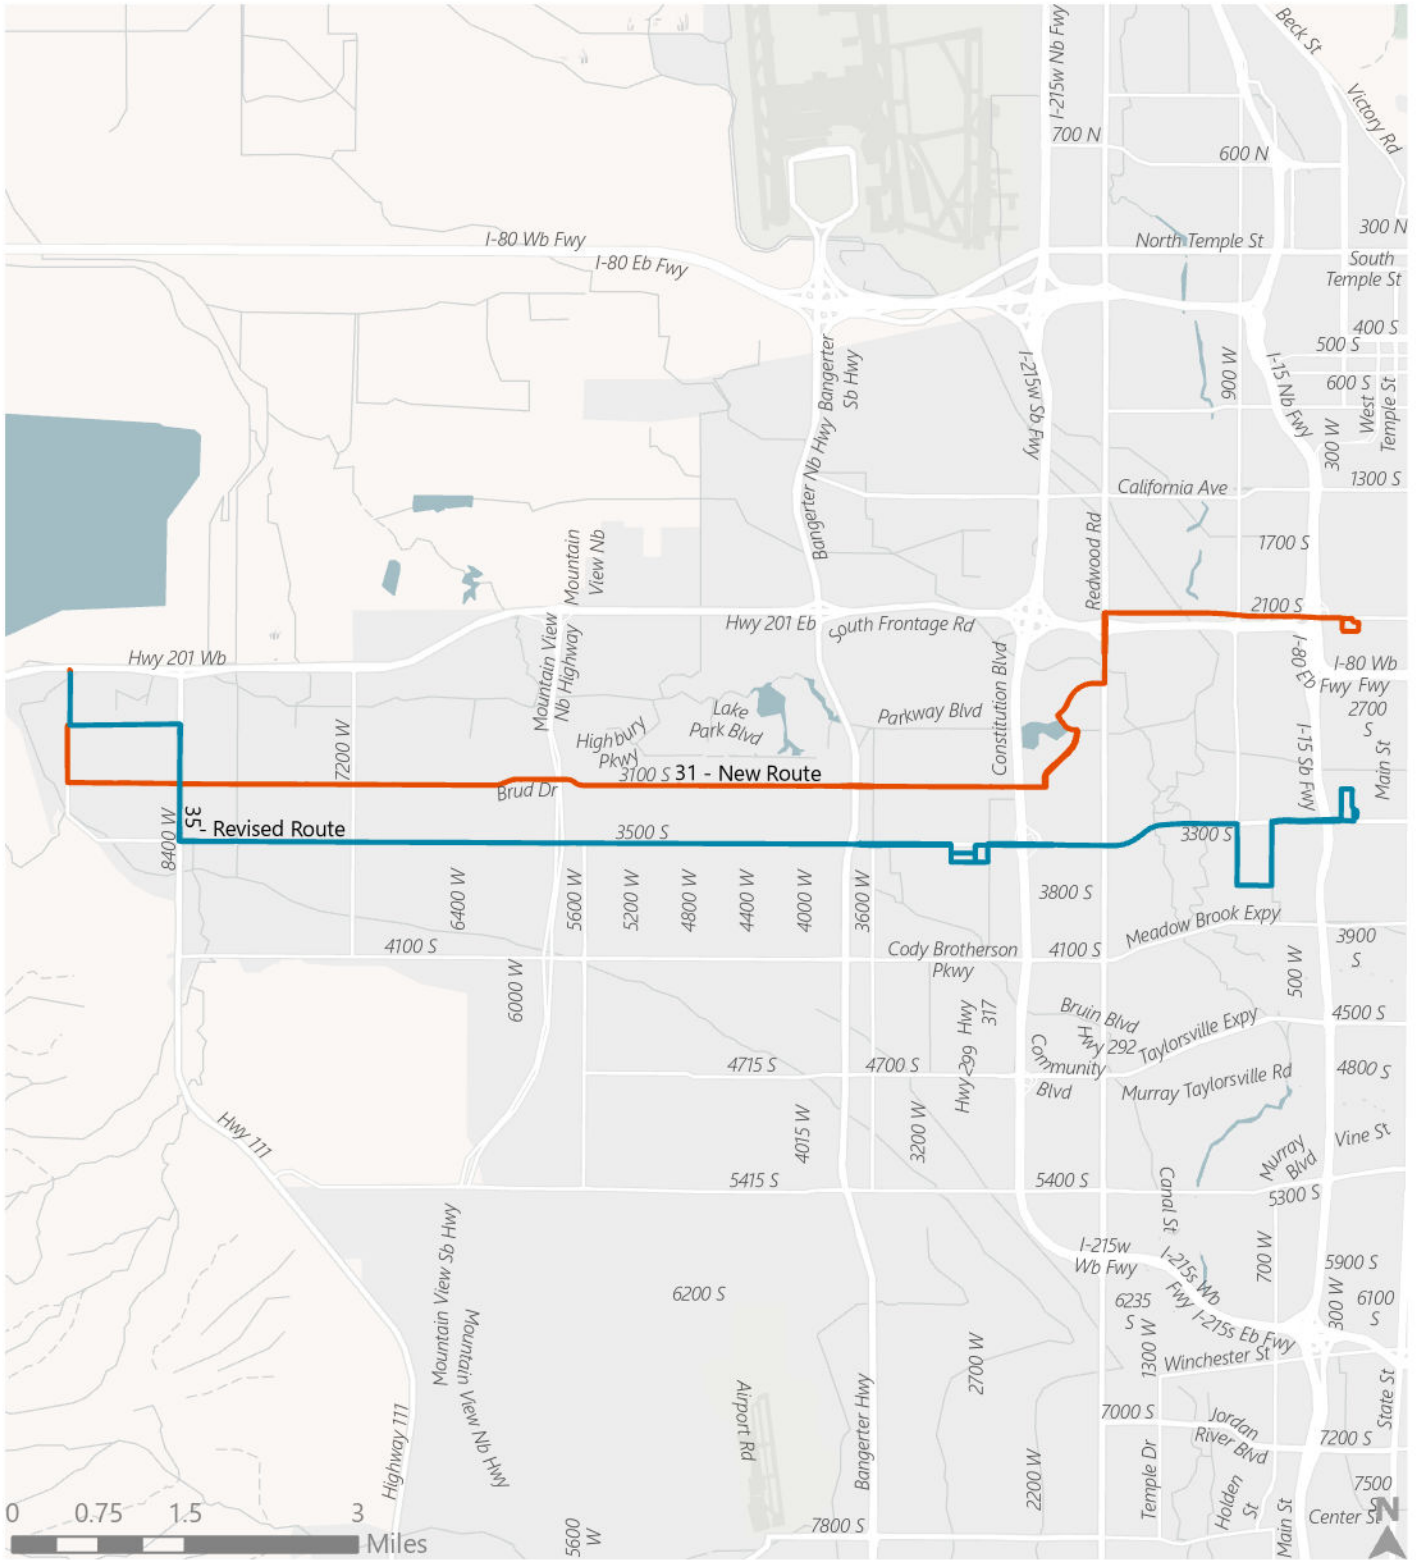 Beck St
Victory Rd
I-215w Nb Fwy
700 N
600 N
300 N
I-80 Wb Fwy
I-80 Eb Fwy
North Temple St
South
Temple St
400 S
500 S
600 S
West
Temple St
Bangerter Nb Hwy Bangerter
Sb Hwy
I-215w Sb Fwy
900 W
I-15 Nb Fwy
300 W
1300 S
California Ave
1700 S
Redwood Rd
Mountain
View Nb
Mountain View
Nb Highway
2100 S
Hwy 201 Eb
South Frontage Rd
Hwy 201 Wb
I-80 Eb
Fwy
I-80 Wb
Fwy
2700
S
Constitution Blvd
Parkway Blvd
Lake
Park Blvd
Highbury
Pkwy
7200 W
3100 S
31 - New Route
Brud Dr
I-15 Sb Fwy
Main St
35 - Revised Route
8400 W
3500 S
3300 S
6400 W
5600 W
5200 W
4800 W
4400 W
4000 W
3600 W
3800 S
4100 S
Cody Brotherson
Pkwy
4100 S
Meadow Brook Expy
3900
S
6000 W
500 W
Hwy 299
Hwy
317
Bruin Blvd
Hwy 292
Taylorsville Expy
4500 S
4715 S
4700 S
Community
Blvd
Murray Taylorsville Rd
4800 S
Hwy 111
4015 W
3200 W
Murray
Blvd
Vine St
5415 S
5400 S
Canal St
5300 S
Mountain View Sb Hwy
Mountain View Nb Hwy
I-215w
Wb Fwy
I-215s Wb
Fwy
700 W
5900 S
6200 S
6235
S
I-215s Eb Fwy
300 W
6100
S
1300 W
Winchester St
2700 W
Airport Rd
Bangerter Hwy
State St
Highway 111
7000 S
Jordan
River Blvd
7200 S
2200 W
Temple Dr
Holden
St
7500
S
Main St
Center St
5600
W
7800 S
0 0.75 1.5 3
Miles
N